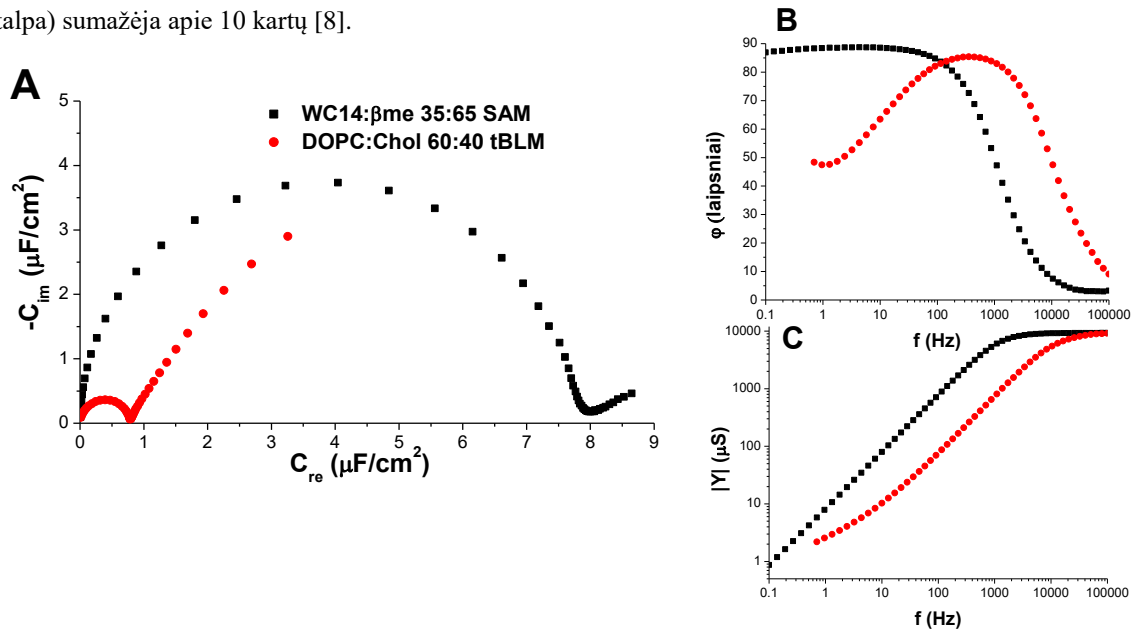 talpa) sumažėja apie 10 kartų [8].
A
WC14:βme 35:65 SAM
DOPC:Chol 60:40 tBLM
-C_im (μF/cm²)
5
4
3
2
1
0
0 1 2 3 4 5 6 7 8 9
C_re (μF/cm²)
B
φ (laipsniai)
90
80
70
60
50
40
30
20
10
0
0.1 1 10 100 1000 10000 100000
f (Hz)
C
|Y| (μS)
10000
1000
100
10
1
0.1 1 10 100 1000 10000 100000
f (Hz)